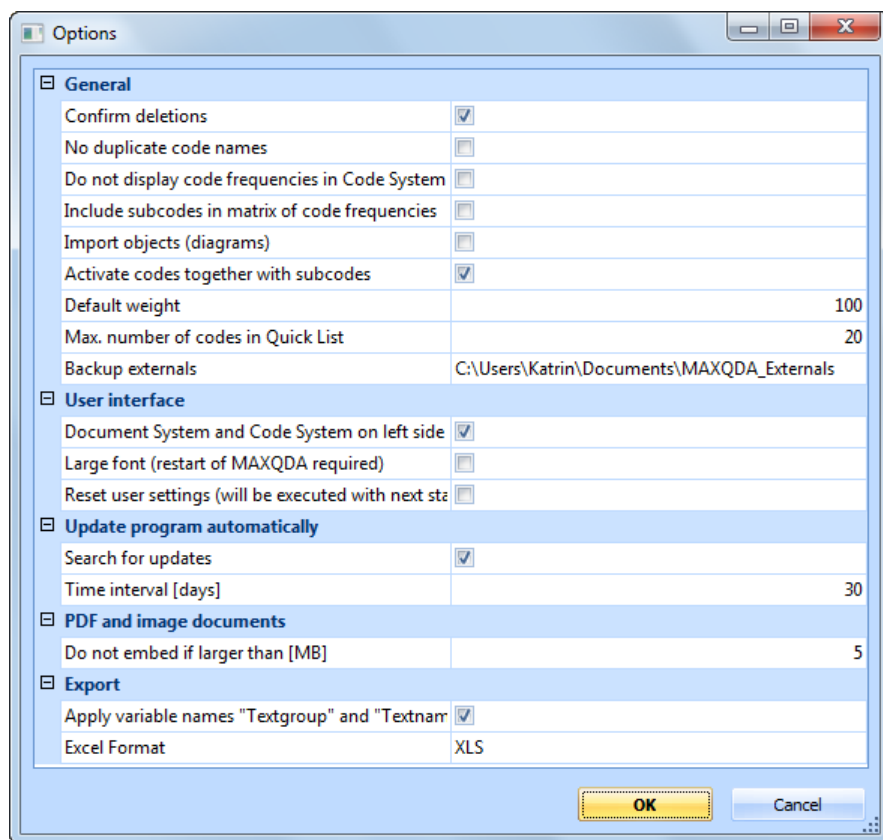 Options
General
Confirm deletions
No duplicate code names
Do not display code frequencies in Code System
Include subcodes in matrix of code frequencies
Import objects (diagrams)
Activate codes together with subcodes
Default weight 100
Max. number of codes in Quick List 20
Backup externals C:\Users\Katrin\Documents\MAXQDA_Externals
User interface
Document System and Code System on left side
Large font (restart of MAXQDA required)
Reset user settings (will be executed with next sta
Update program automatically
Search for updates
Time interval [days] 30
PDF and image documents
Do not embed if larger than [MB] 5
Export
Apply variable names "Textgroup" and "Textnam
Excel Format XLS
OK Cancel